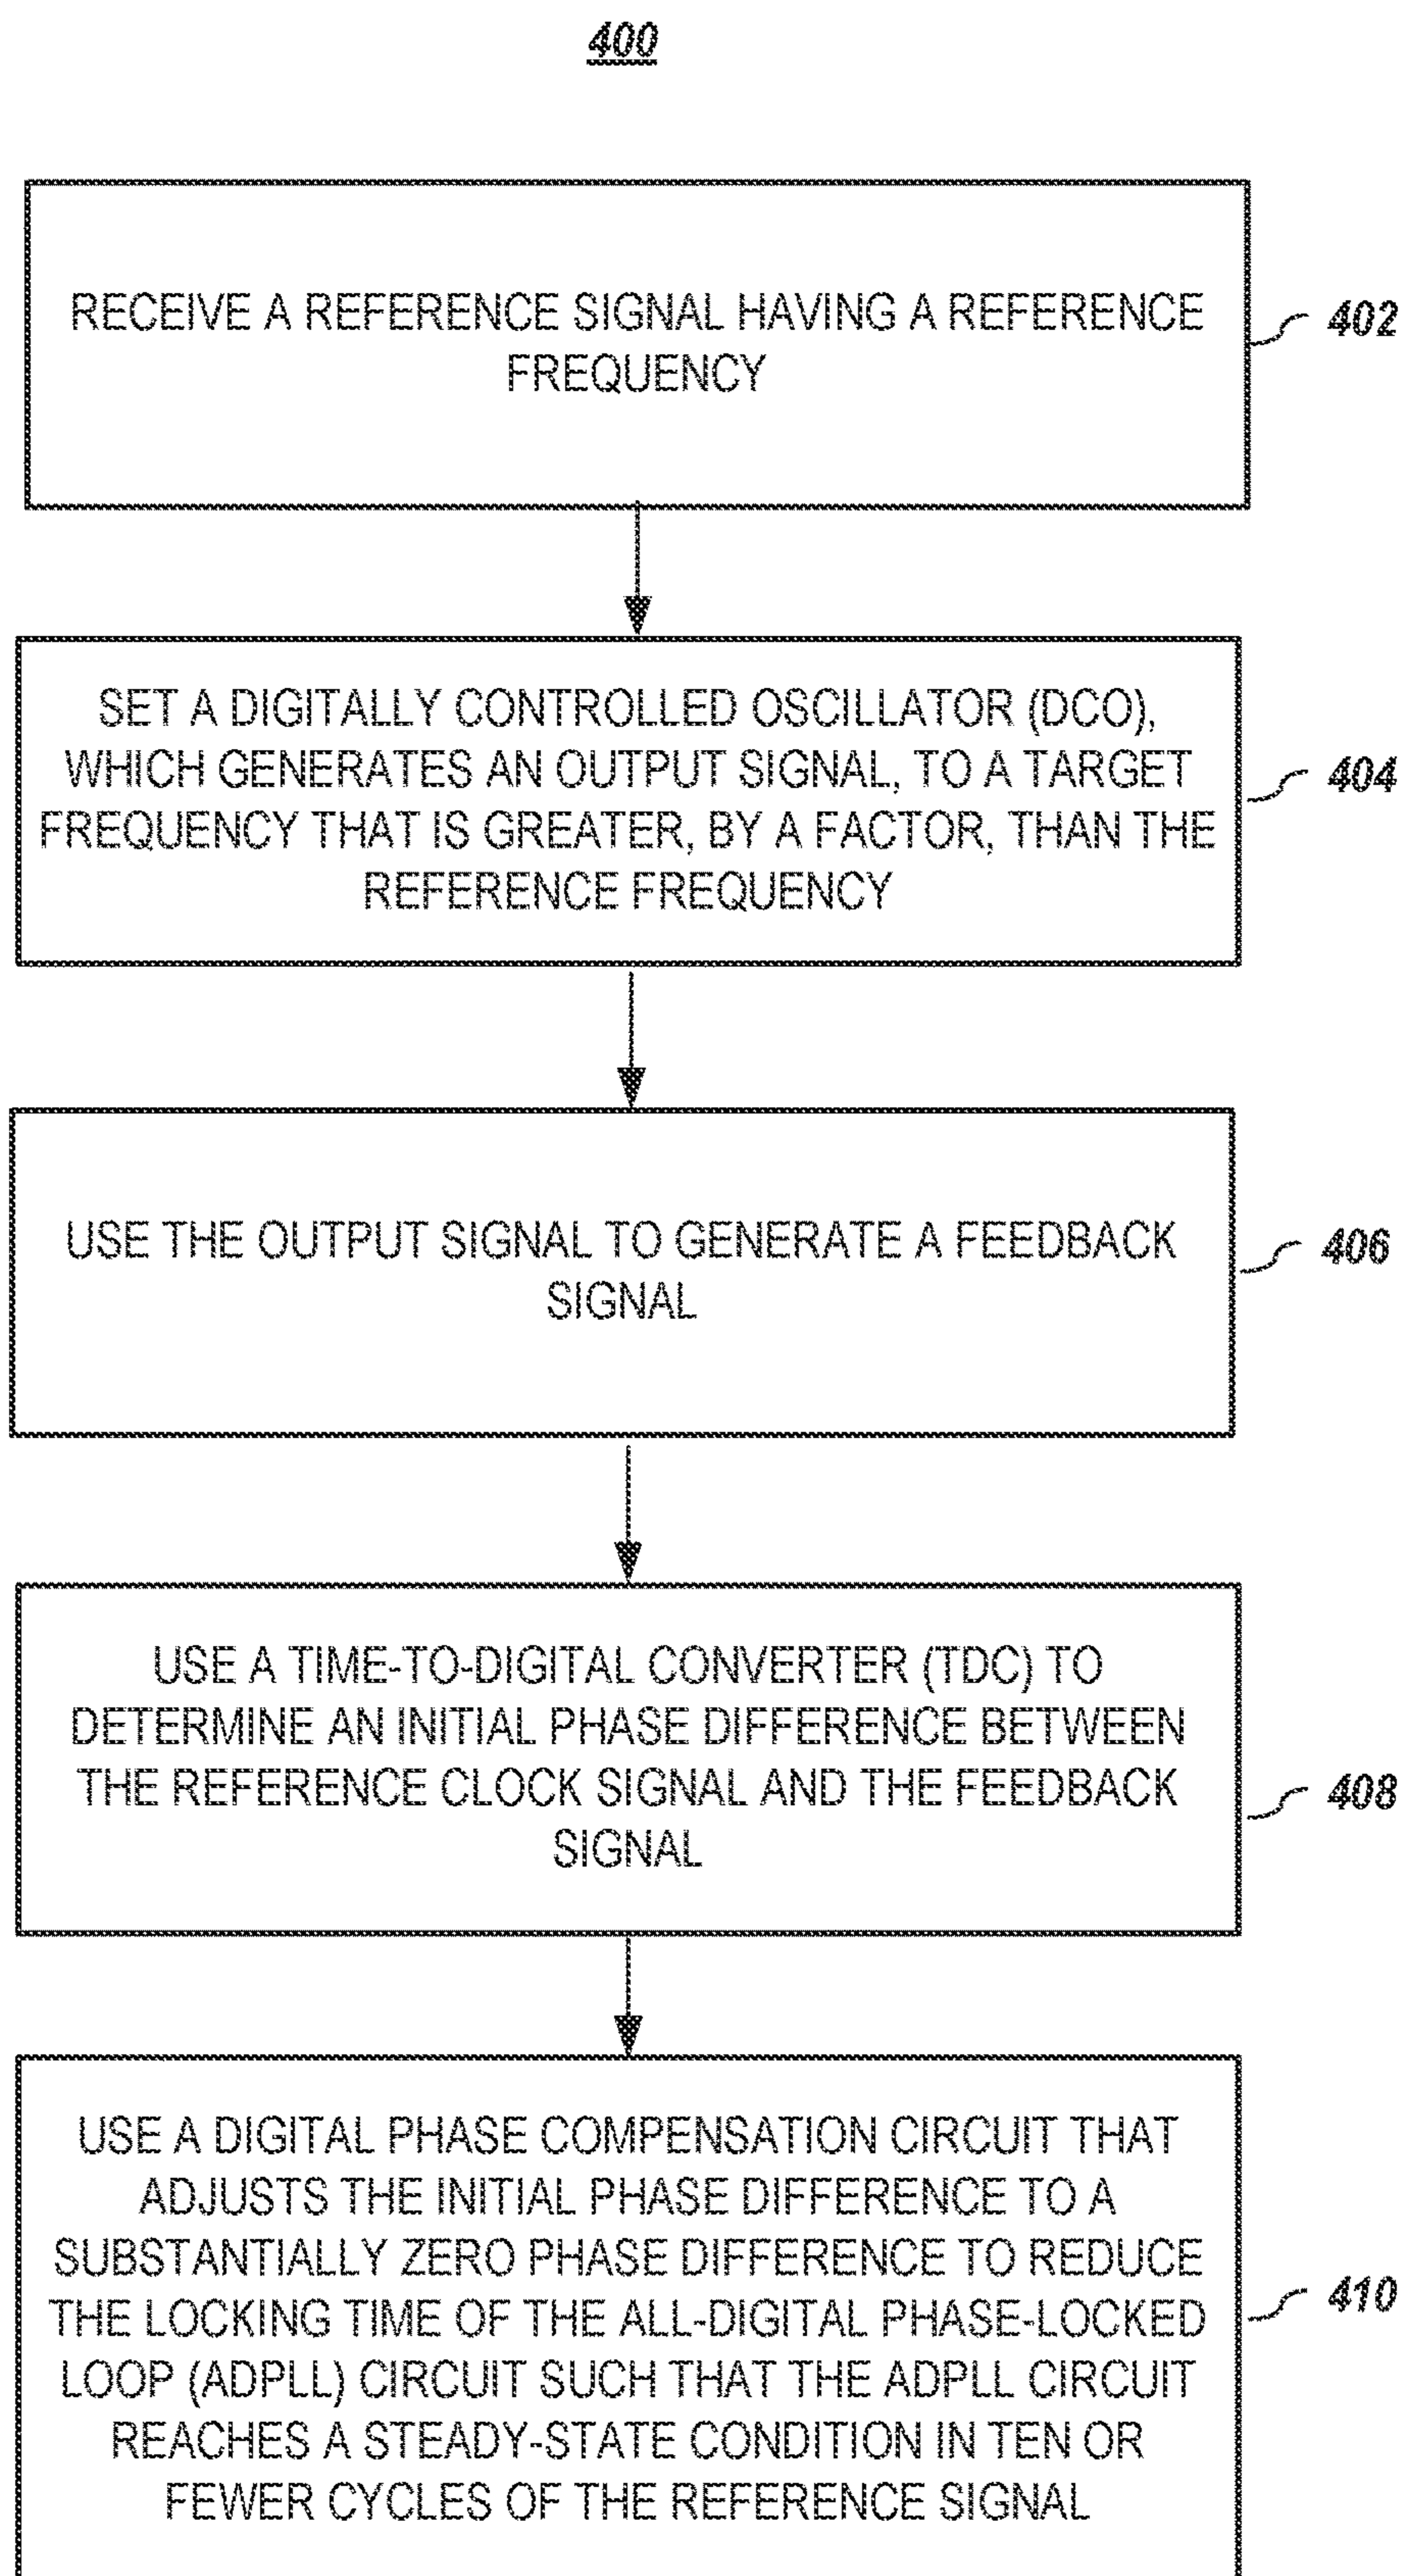 400
RECEIVE A REFERENCE SIGNAL HAVING A REFERENCE
FREQUENCY
402
SET A DIGITALLY CONTROLLED OSCILLATOR (DCO),
WHICH GENERATES AN OUTPUT SIGNAL, TO A TARGET
FREQUENCY THAT IS GREATER, BY A FACTOR, THAN THE
REFERENCE FREQUENCY
404
USE THE OUTPUT SIGNAL TO GENERATE A FEEDBACK
SIGNAL
406
USE A TIME-TO-DIGITAL CONVERTER (TDC) TO
DETERMINE AN INITIAL PHASE DIFFERENCE BETWEEN
THE REFERENCE CLOCK SIGNAL AND THE FEEDBACK
SIGNAL
408
USE A DIGITAL PHASE COMPENSATION CIRCUIT THAT
ADJUSTS THE INITIAL PHASE DIFFERENCE TO A
SUBSTANTIALLY ZERO PHASE DIFFERENCE TO REDUCE
THE LOCKING TIME OF THE ALL-DIGITAL PHASE-LOCKED
LOOP (ADPLL) CIRCUIT SUCH THAT THE ADPLL CIRCUIT
REACHES A STEADY-STATE CONDITION IN TEN OR
FEWER CYCLES OF THE REFERENCE SIGNAL
410